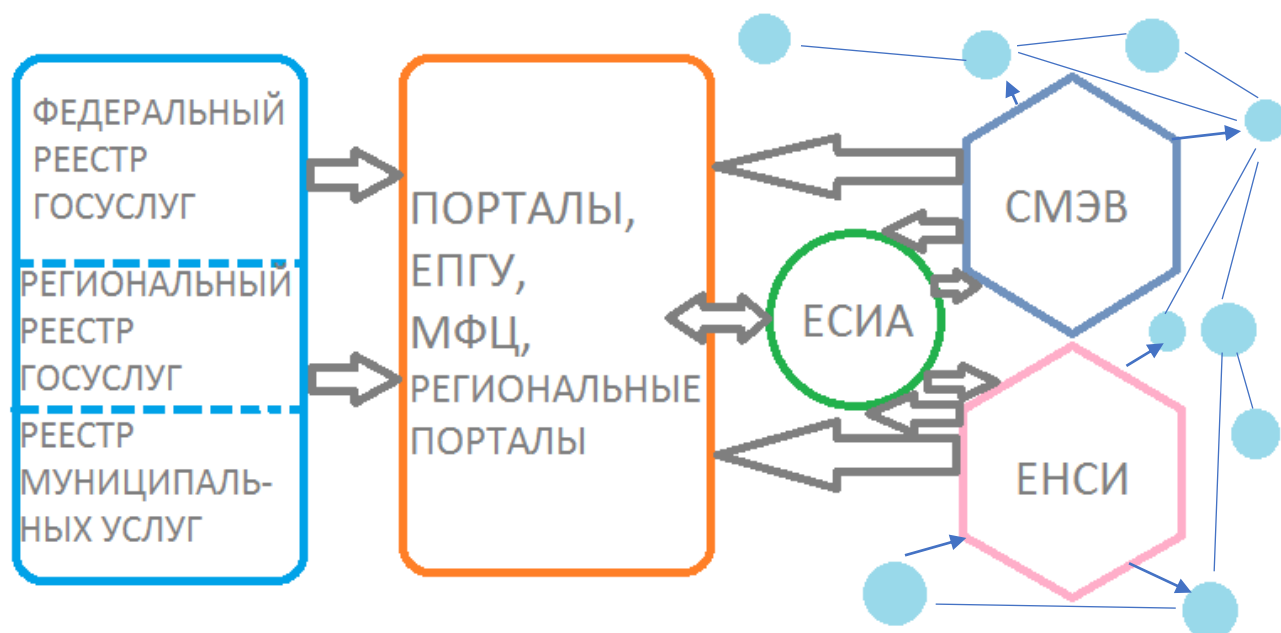 ФЕДЕРАЛЬНЫЙ
РЕЕСТР
ГОСУСЛУГ
РЕГИОНАЛЬНЫЙ
РЕЕСТР
ГОСУСЛУГ
РЕЕСТР
МУНИЦИПАЛЬ-
НЫХ УСЛУГ
ПОРТАЛЫ,
ЕПГУ,
МФЦ,
РЕГИОНАЛЬНЫЕ
ПОРТАЛЫ
ЕСИА
СМЭВ
ЕНСИ